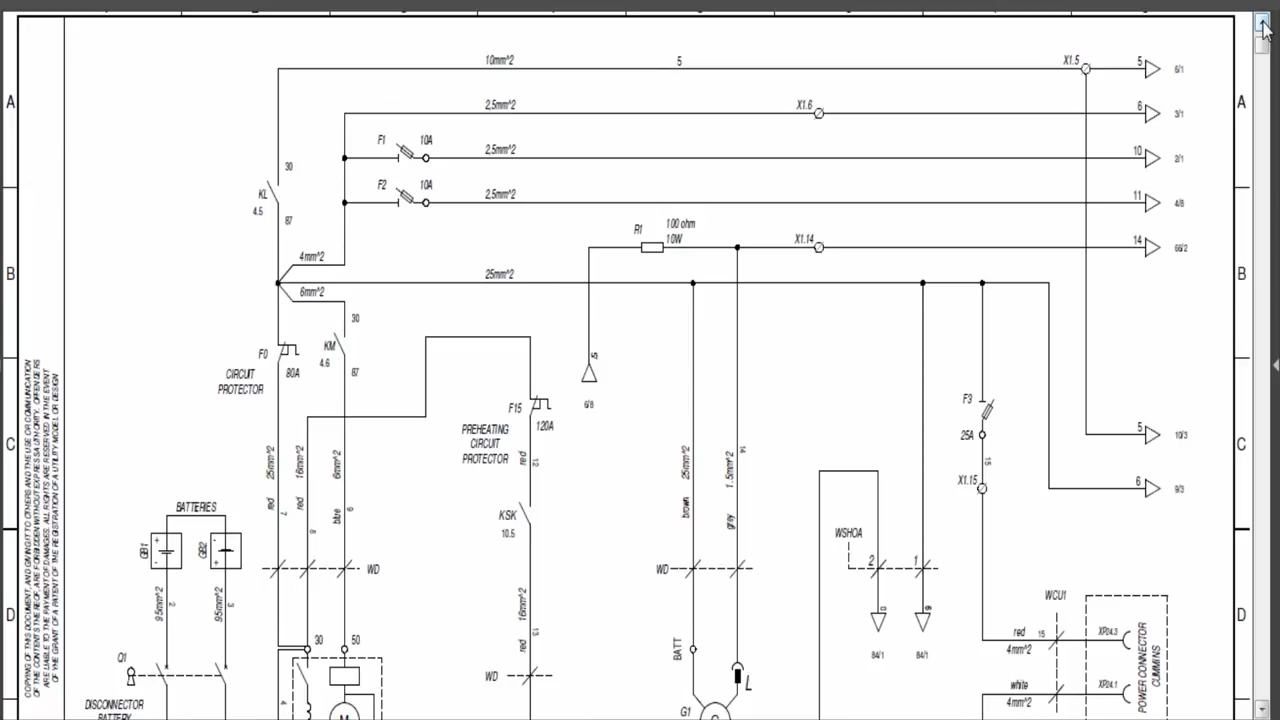 10mm^2
5
X1.5
5
6/1
A
A
2,5mm^2
X1.6
6
3/1
F1
10A
2,5mm^2
10
2/1
30
F2
10A
2,5mm^2
11
4/8
KL
4.5
87
R1
100 ohm
10W
X1.14
14
66/2
4mm^2
B
25mm^2
B
6mm^2
30
F0
KM
4.6
87
80A
CIRCUIT
PROTECTOR
5
6/8
F15
120A
F3
25A
PREHEATING
CIRCUIT
PROTECTOR
C
C
5
10/3
red
12
15
X1.15
6
9/3
25mm^2
red
7
16mm^2
red
8
6mm^2
blue
9
25mm^2
brown
1,5mm^2
grey
14
BATTERIES
KSK
10.5
WSHOA
2
1
GB1
+
-
GB2
-
+
WD
WD
95mm^2
2
95mm^2
3
16mm^2
red
13
8
6
84/1
84/1
WCU1
D
D
30
50
BATT
red
15
4mm^2
XP24.3
POWER CONNECTOR
CUMMINS
Q1
WD
L
white
4mm^2
XP24.1
DISCONNECTOR
BATTERY
4
M
G1
G
COPYING OF THIS DOCUMENT, AND GIVING IT TO OTHERS AND THE USE OR COMMUNICATION
OF THE CONTENTS THEREOF, ARE FORBIDDEN WITHOUT EXPRESS AUTHORITY. OFFENDERS
ARE LIABLE TO THE PAYMENT OF DAMAGES. ALL RIGHTS ARE RESERVED IN THE EVENT
OF THE GRANT OF A PATENT OR THE REGISTRATION OF A UTILITY MODEL OR DESIGN.